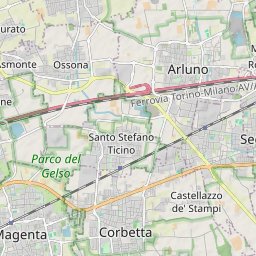 urato
Asmonte
Ossona
Arluno
R
ne
Ferrovia Torino-Milano AV/A
Santo Stefano
Ticino
Se
Parco del
Gelso
Castellazzo
de' Stampi
Magenta
Corbetta